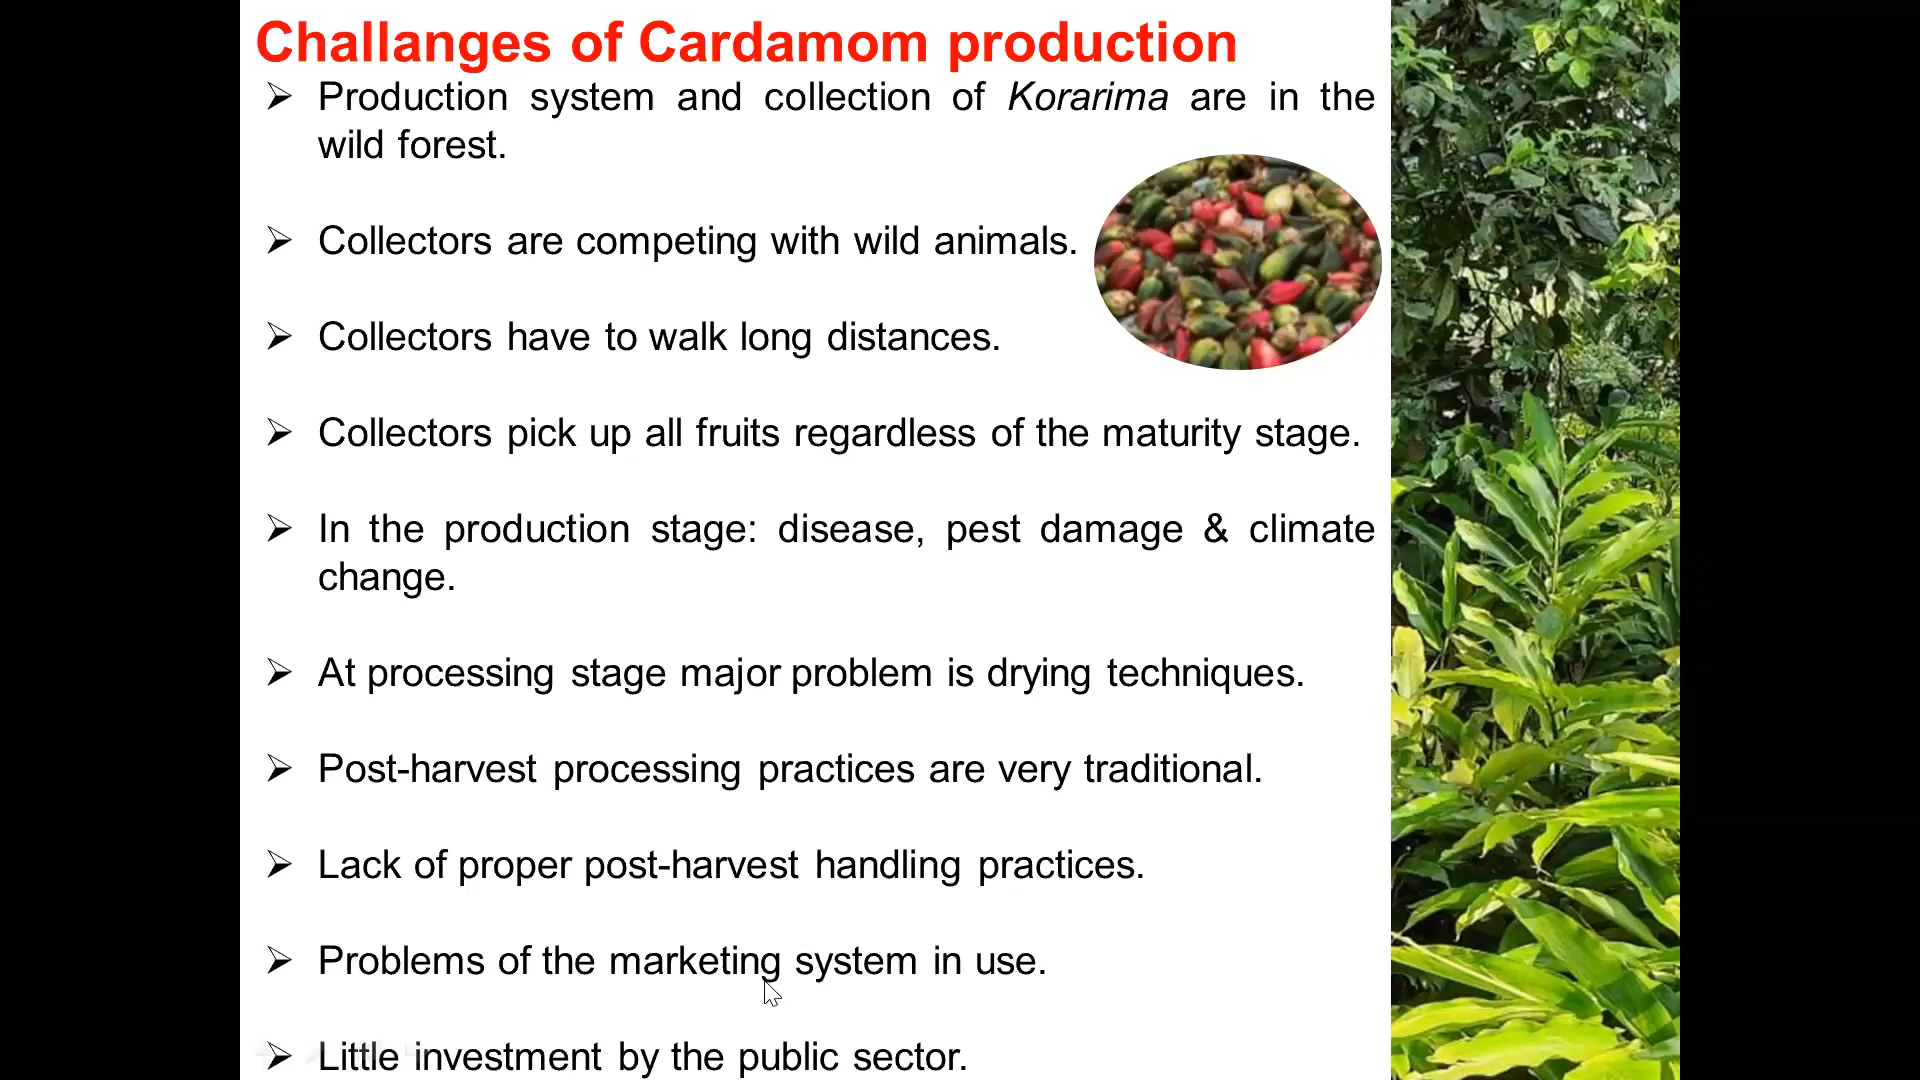 Challanges of Cardamom production
➢ Production system and collection of Korarima are in the
wild forest.
➢ Collectors are competing with wild animals.
➢ Collectors have to walk long distances.
➢ Collectors pick up all fruits regardless of the maturity stage.
➢ In the production stage: disease, pest damage & climate
change.
➢ At processing stage major problem is drying techniques.
➢ Post-harvest processing practices are very traditional.
➢ Lack of proper post-harvest handling practices.
➢ Problems of the marketing system in use.
➢ Little investment by the public sector.